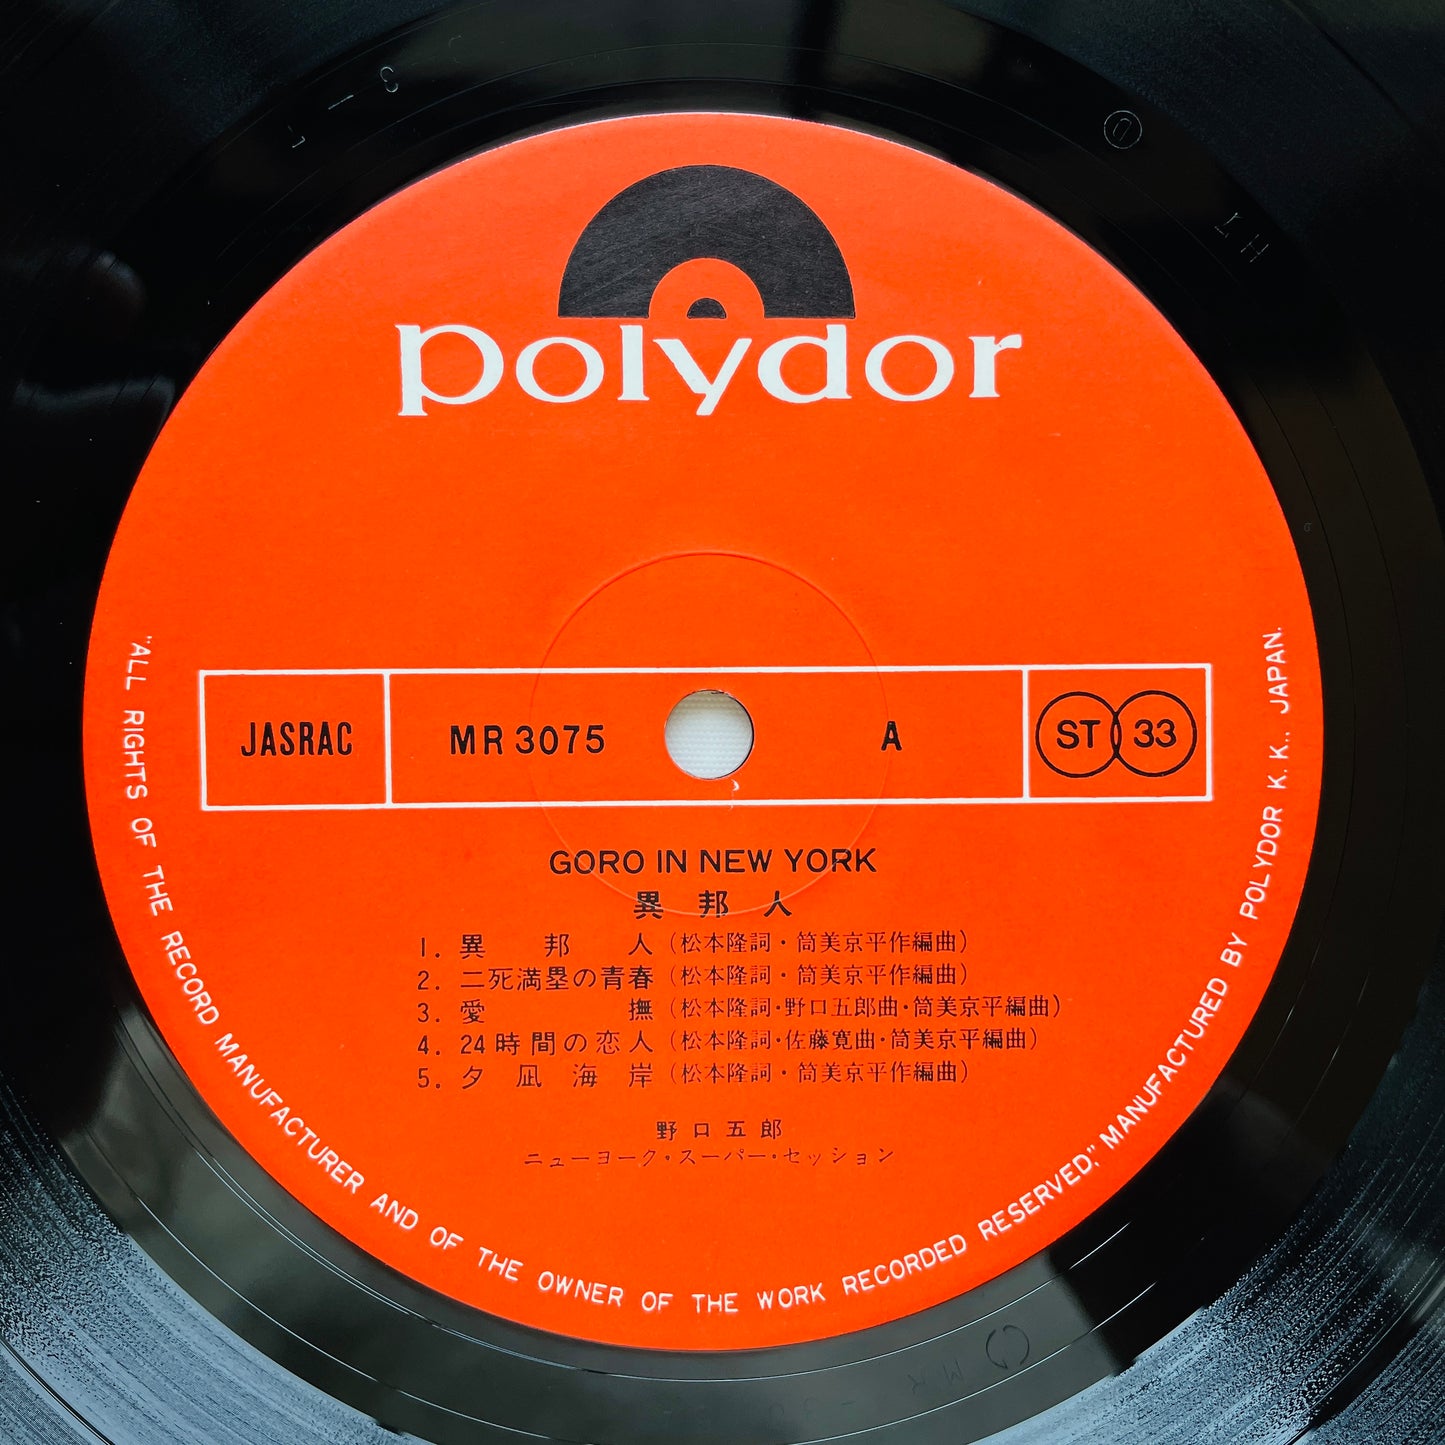 polydor
JASRAC
MR 3075
A
ST 33
GORO IN NEW YORK
異邦人
1. 異邦人 (松本隆詞・筒美京平作編曲)
2. 二死満塁の青春 (松本隆詞・筒美京平作編曲)
3. 愛撫 (松本隆詞・野口五郎曲・筒美京平編曲)
4. 24時間の恋人 (松本隆詞・佐藤寛曲・筒美京平編曲)
5. 夕凪海岸 (松本隆詞・筒美京平作編曲)
野口五郎
ニューヨーク・スーパー・セッション
"ALL RIGHTS OF THE RECORD MANUFACTURER AND OF THE OWNER OF THE WORK RECORDED RESERVED," MANUFACTURED BY POLYDOR K.K., JAPAN.